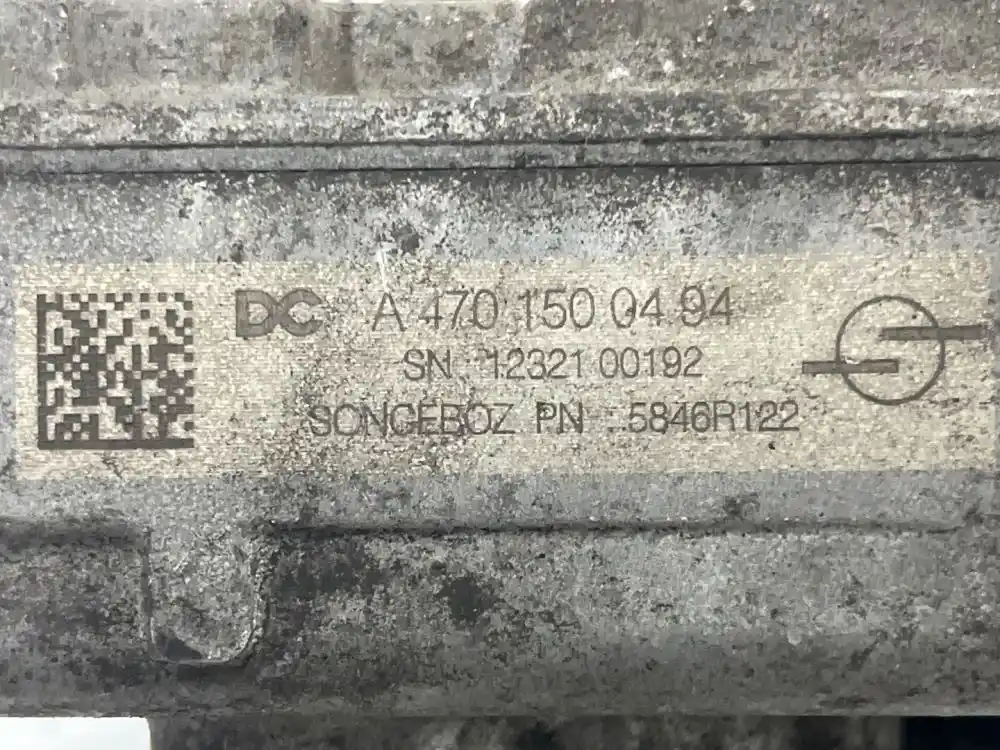 DC A 470 150 04 94
SN : 12321 00192
SONCEBOZ PN : 5846R122